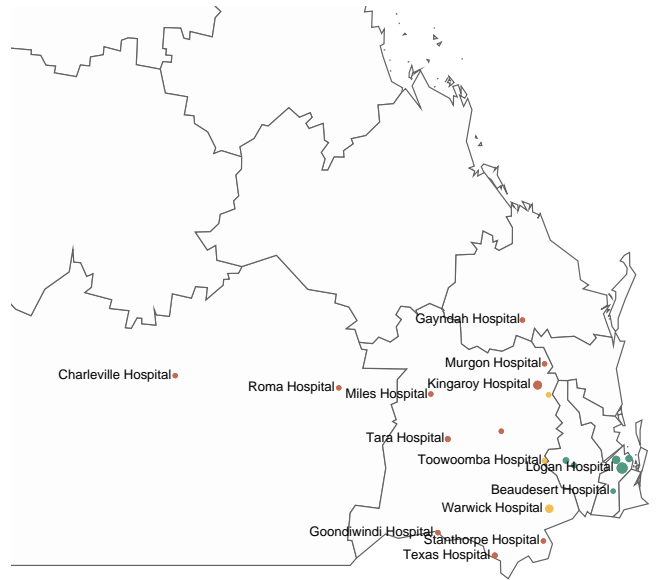 Gayndah Hospital
Murgon Hospital
Charleville Hospital
Kingaroy Hospital
Roma Hospital
Miles Hospital
Tara Hospital
Toowoomba Hospital
Logan Hospital
Beaudesert Hospital
Warwick Hospital
Goondiwindi Hospital
Stanthorpe Hospital
Texas Hospital